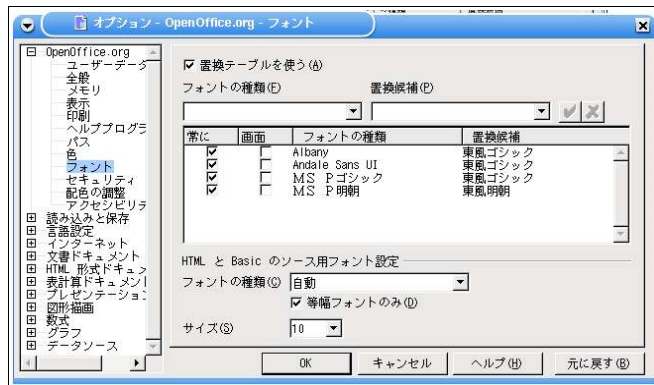 オプション - OpenOffice.org - フォント
OpenOffice.org
ユーザーデータ
全般
メモリ
表示
印刷
ヘルププログラ
パス
色
フォント
セキュリティ
配色の調整
アクセシビリテ
読み込みと保存
言語設定
インターネット
文書ドキュメント
HTML 形式ドキュメ
表計算ドキュメント
プレゼンテーション
図形描画
数式
グラフ
データソース
置換テーブルを使う(A)
フォントの種類(F) 置換候補(P)
常に 画面 フォントの種類 置換候補
Albany 東風ゴシック
Andale Sans UI 東風ゴシック
MS Pゴシック 東風ゴシック
MS P明朝 東風明朝
HTML と Basic のソース用フォント設定
フォントの種類(C) 自動
等幅フォントのみ(D)
サイズ(S) 10
OK キャンセル ヘルプ(H) 元に戻す(B)